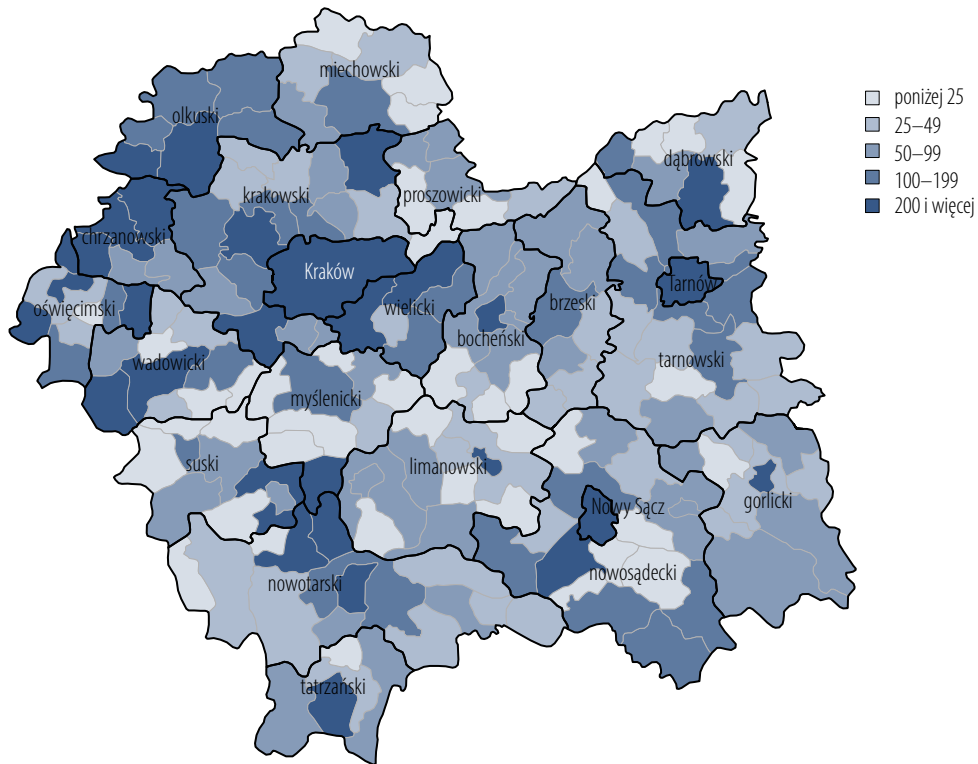 miechowski
olkuski
poniżej 25
25–49
50–99
100–199
200 i więcej
dąbrowski
krakowski
proszowicki
chrzanowski
Kraków
Tarnów
oświęcimski
wielicki
brzeski
bocheński
wadowicki
tarnowski
myślenicki
suski
limanowski
gorlicki
Nowy Sącz
nowotarski
nowosądecki
tatrzański